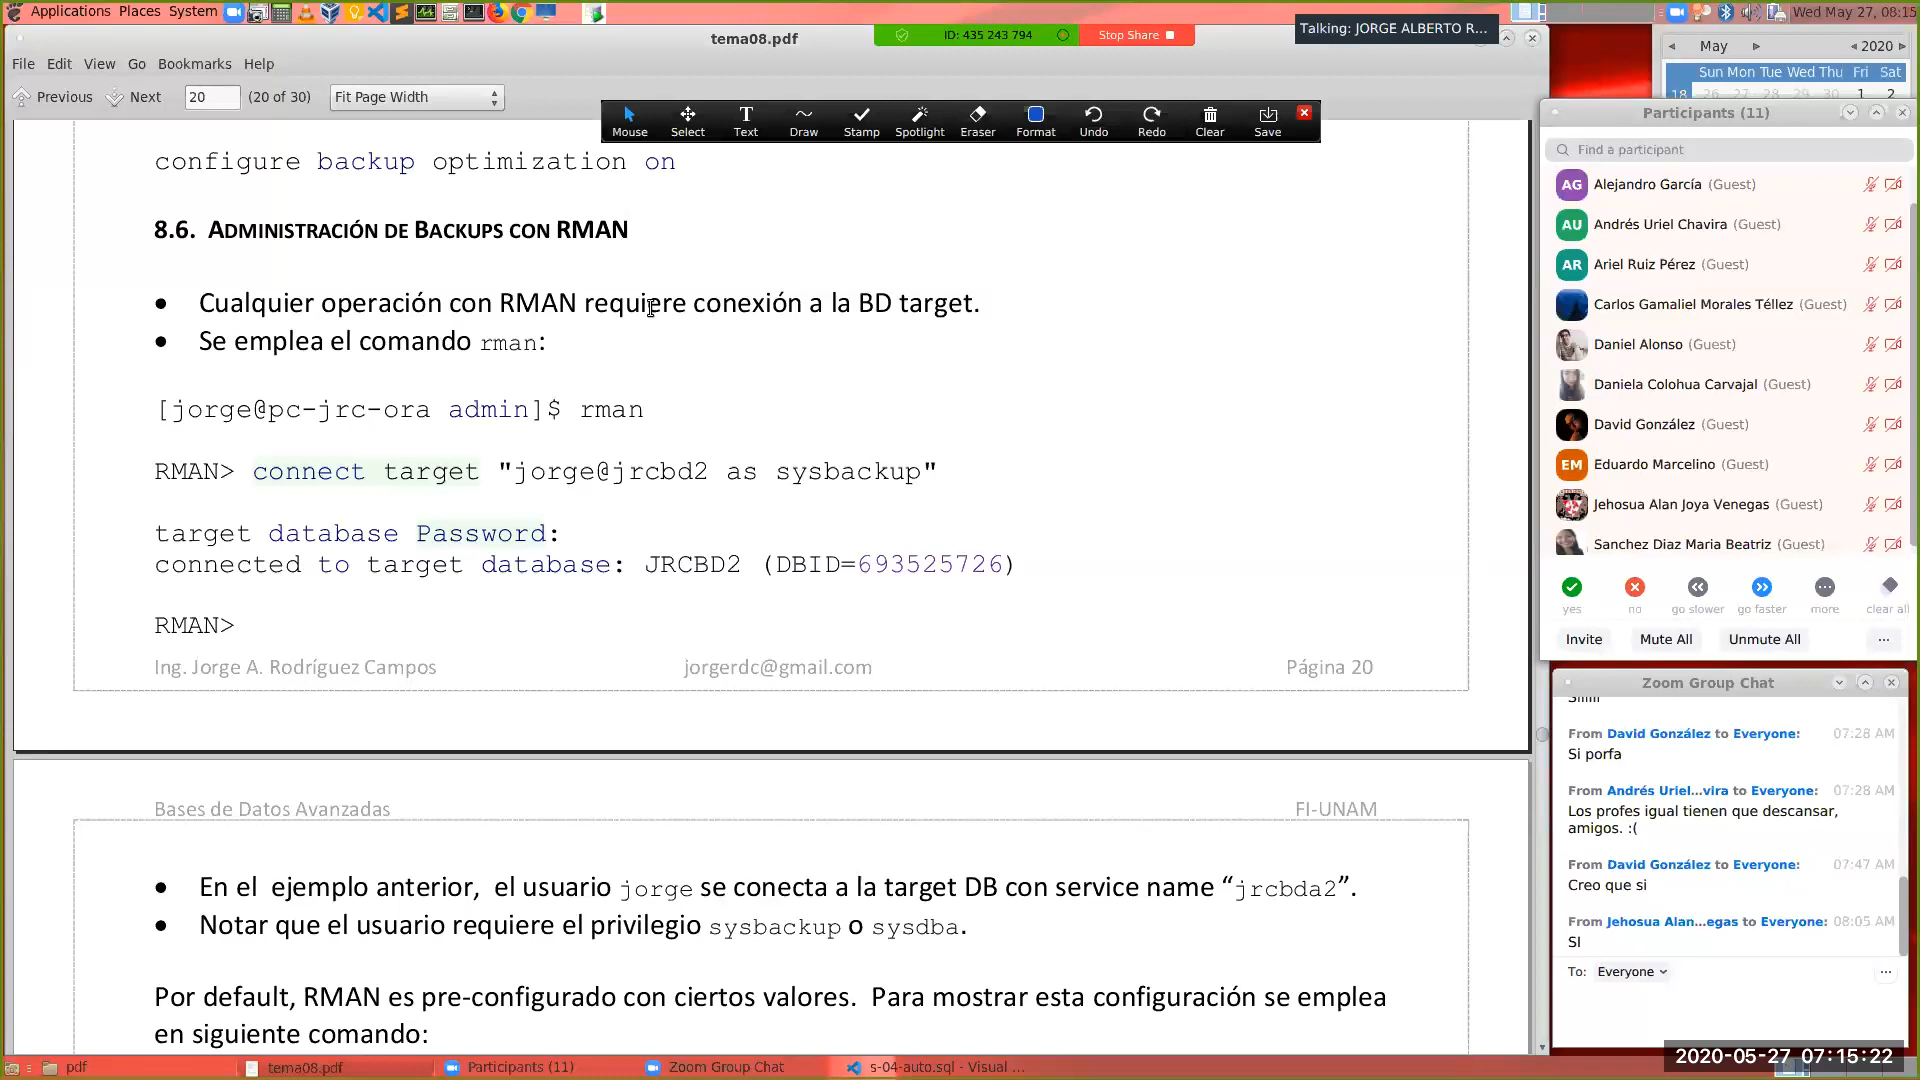 Applications Places System
Wed May 27, 08:15
tema08.pdf
ID: 435 243 794
Stop Share
Talking: JORGE ALBERTO R...
File Edit View Go Bookmarks Help
Previous Next 20 (20 of 30) Fit Page Width
Mouse Select Text Draw Stamp Spotlight Eraser Format Undo Redo Clear Save
configure backup optimization on
8.6. ADMINISTRACIÓN DE BACKUPS CON RMAN
• Cualquier operación con RMAN requiere conexión a la BD target.
• Se emplea el comando rman:
[jorge@pc-jrc-ora admin]$ rman
RMAN> connect target "jorge@jrcbd2 as sysbackup"
target database Password:
connected to target database: JRCBD2 (DBID=693525726)
RMAN>
Ing. Jorge A. Rodríguez Campos jorgerdc@gmail.com Página 20
Bases de Datos Avanzadas FI-UNAM
• En el ejemplo anterior, el usuario jorge se conecta a la target DB con service name “jrcbda2”.
• Notar que el usuario requiere el privilegio sysbackup o sysdba.
Por default, RMAN es pre-configurado con ciertos valores. Para mostrar esta configuración se emplea
en siguiente comando:
May 2020
Sun Mon Tue Wed Thu Fri Sat
18 26 27 28 29 30 1 2
Participants (11)
Find a participant
AG Alejandro García (Guest)
AU Andrés Uriel Chavira (Guest)
AR Ariel Ruiz Pérez (Guest)
Carlos Gamaliel Morales Téllez (Guest)
Daniel Alonso (Guest)
Daniela Colohua Carvajal (Guest)
David González (Guest)
EM Eduardo Marcelino (Guest)
Jehosua Alan Joya Venegas (Guest)
Sanchez Diaz Maria Beatriz (Guest)
yes no go slower go faster more clear all
Invite Mute All Unmute All ...
Zoom Group Chat
From David González to Everyone: 07:28 AM
Si porfa
From Andrés Uriel...vira to Everyone: 07:28 AM
Los profes igual tienen que descansar,
amigos. :(
From David González to Everyone: 07:47 AM
Creo que si
From Jehosua Alan...egas to Everyone: 08:05 AM
SI
To: Everyone ...
2020-05-27 07:15:22
pdf tema08.pdf Participants (11) Zoom Group Chat s-04-auto.sql - Visual ...